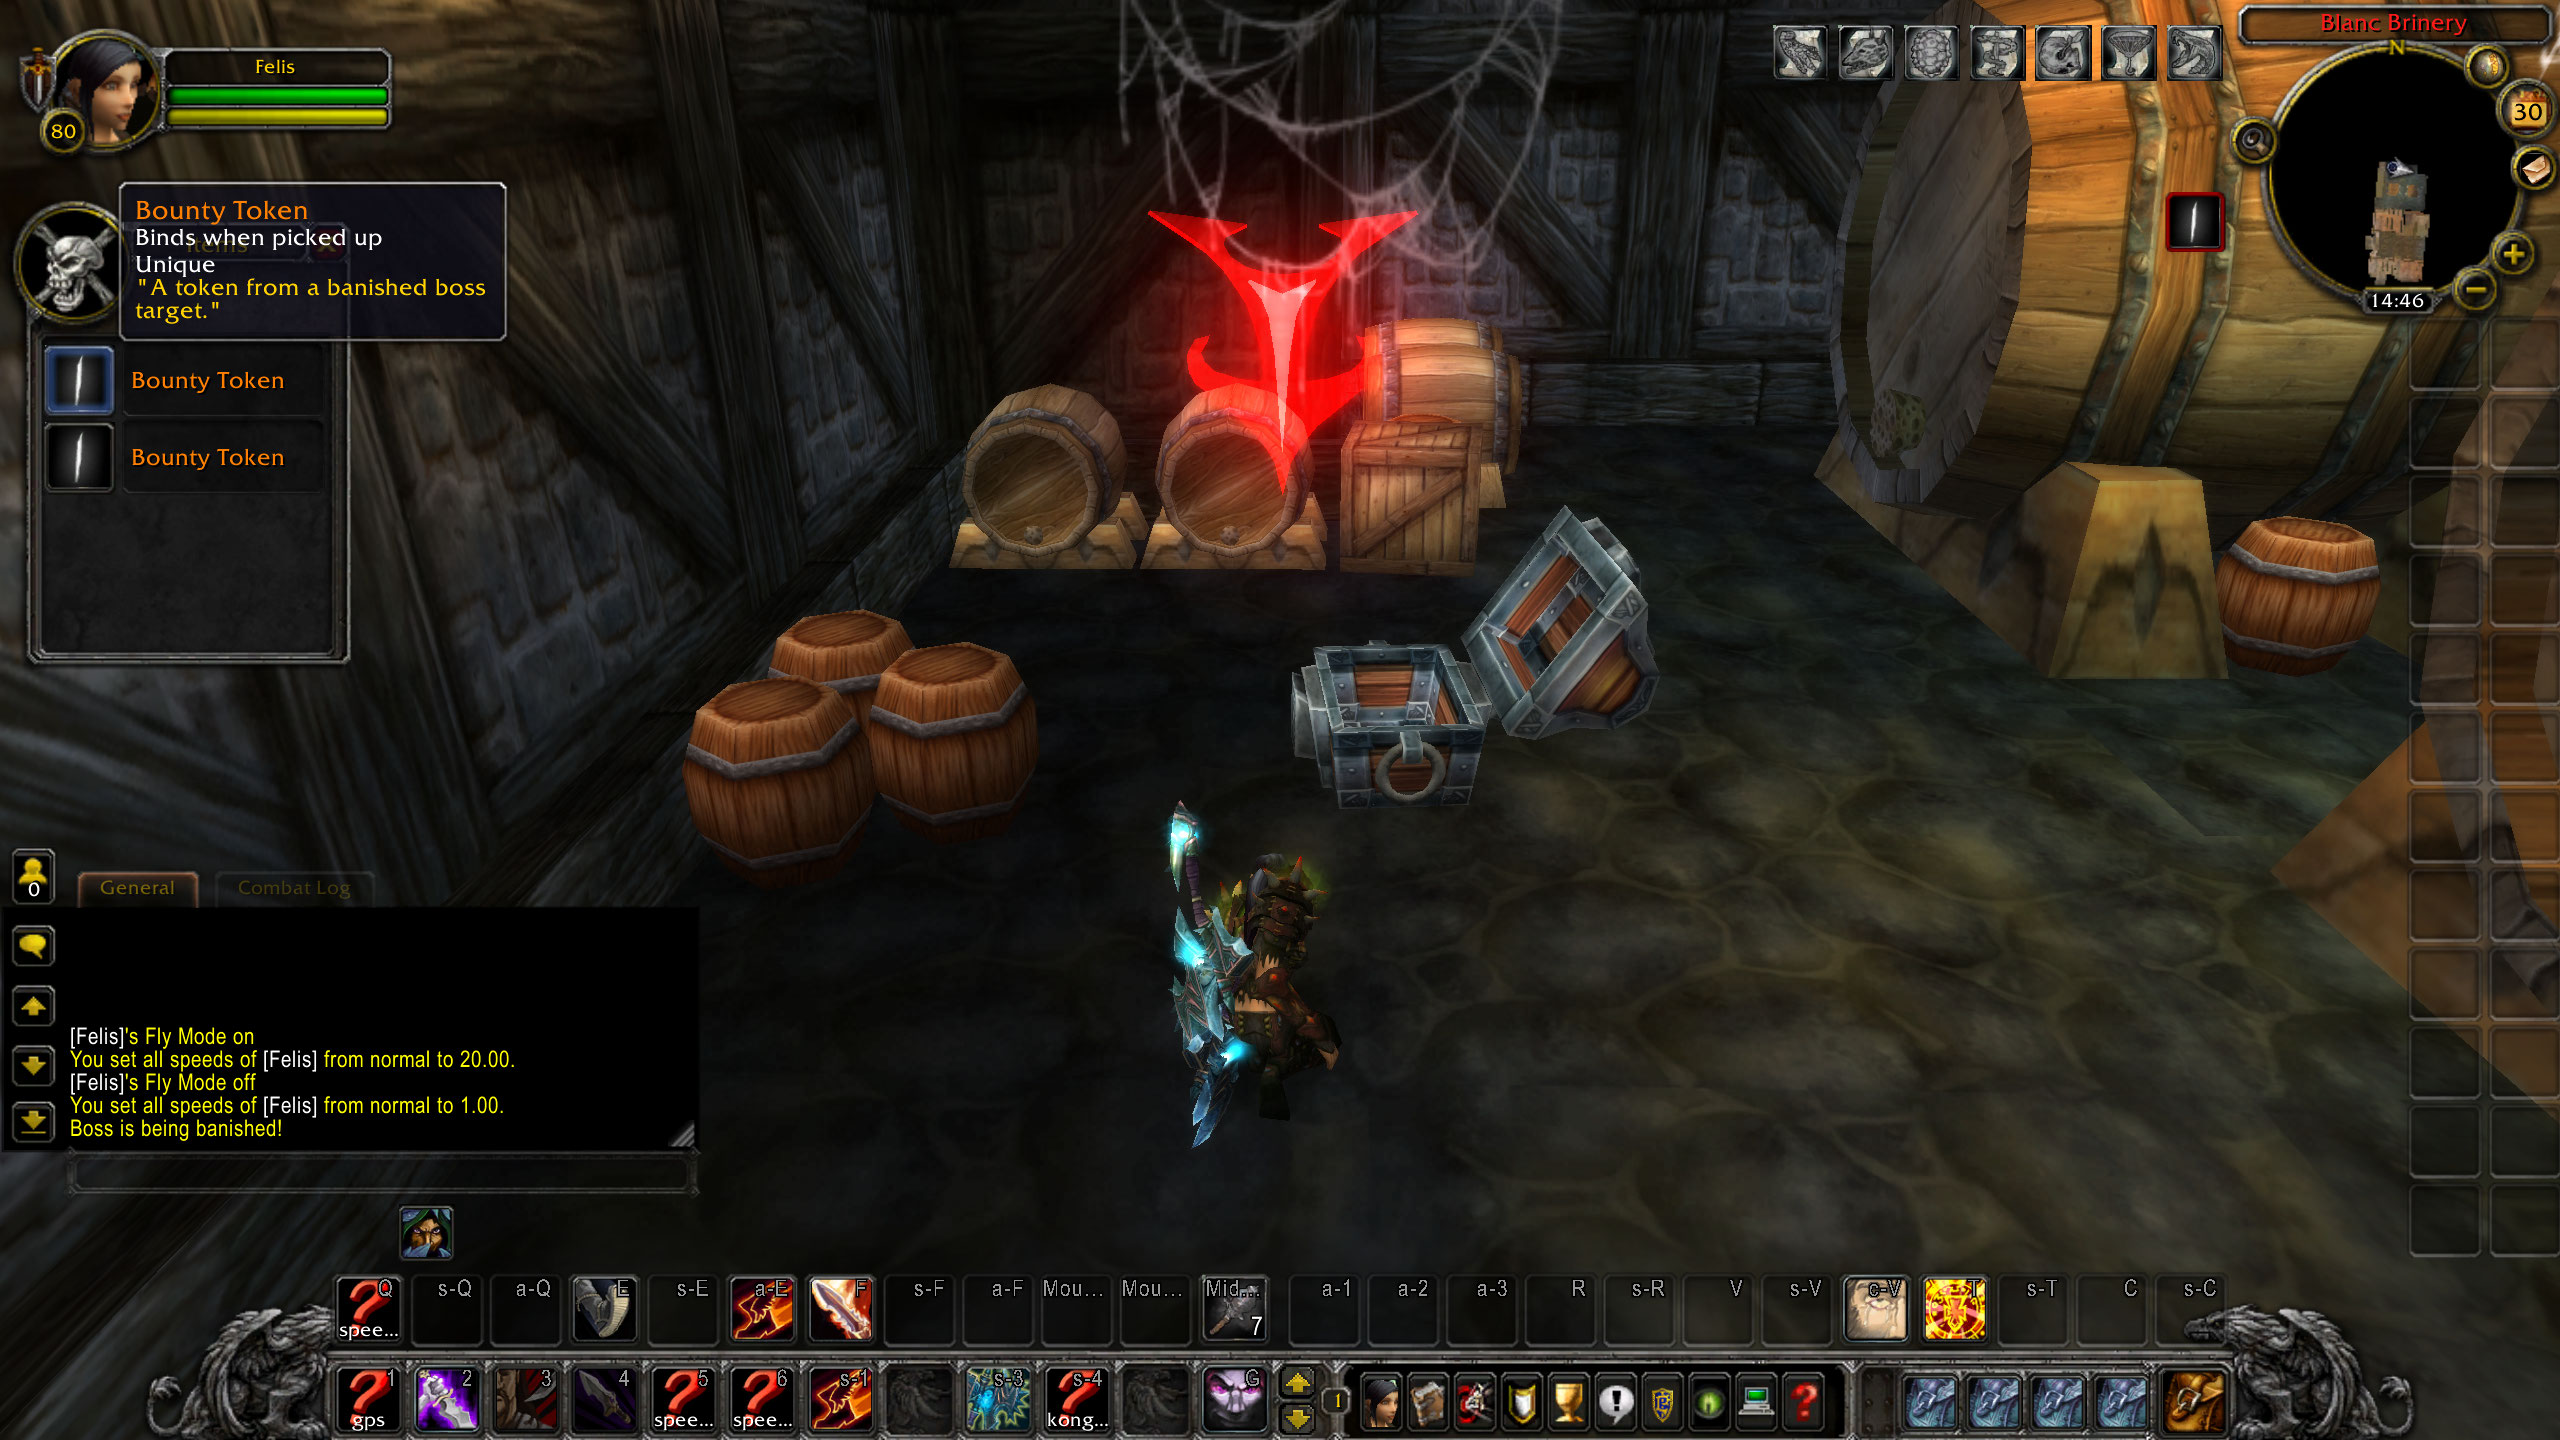 Felis
80
Blanc Brinery
N
30
14:46
Bounty Token
Binds when picked up
Unique
"A token from a banished boss
target."
Items
Bounty Token
Bounty Token
0
General
Combat Log
[Felis]'s Fly Mode on
You set all speeds of [Felis] from normal to 20.00.
[Felis]'s Fly Mode off
You set all speeds of [Felis] from normal to 1.00.
Boss is being banished!
Q s-Q a-Q E s-E a-E F s-F a-F Mou... Mou... Mid... a-1 a-2 a-3 R s-R V s-V c-V T s-T C s-C
spee... 7
1 2 3 4 5 6 s-1 s-3 s-4 G
1
gps spee... spee... kong...